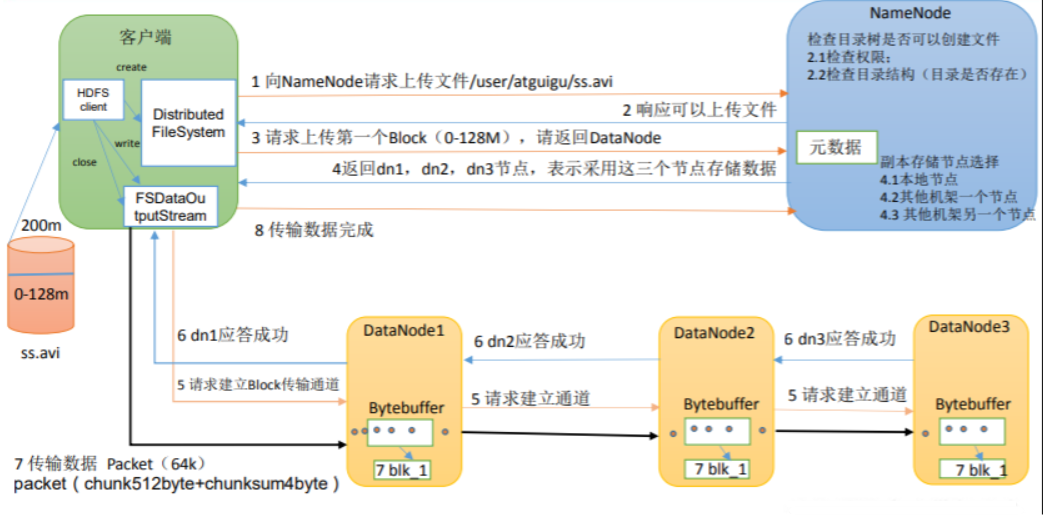 客户端
create
HDFS
client
Distributed
FileSystem
write
close
FSDataOu
tputStream
200m
0-128m
ss.avi
1 向NameNode请求上传文件/user/atguigu/ss.avi
2 响应可以上传文件
3 请求上传第一个Block（0-128M），请返回DataNode
4返回dn1，dn2，dn3节点，表示采用这三个节点存储数据
8 传输数据完成
NameNode
检查目录树是否可以创建文件
2.1检查权限；
2.2检查目录结构（目录是否存在）
元数据
副本存储节点选择
4.1本地节点
4.2其他机架一个节点
4.3 其他机架另一个节点
6 dn1应答成功
5 请求建立Block传输通道
DataNode1
Bytebuffer
7 blk_1
6 dn2应答成功
5 请求建立通道
DataNode2
Bytebuffer
7 blk_1
6 dn3应答成功
5 请求建立通道
DataNode3
Bytebuffer
7 blk_1
7 传输数据 Packet（64k）
packet（chunk512byte+chunksum4byte）